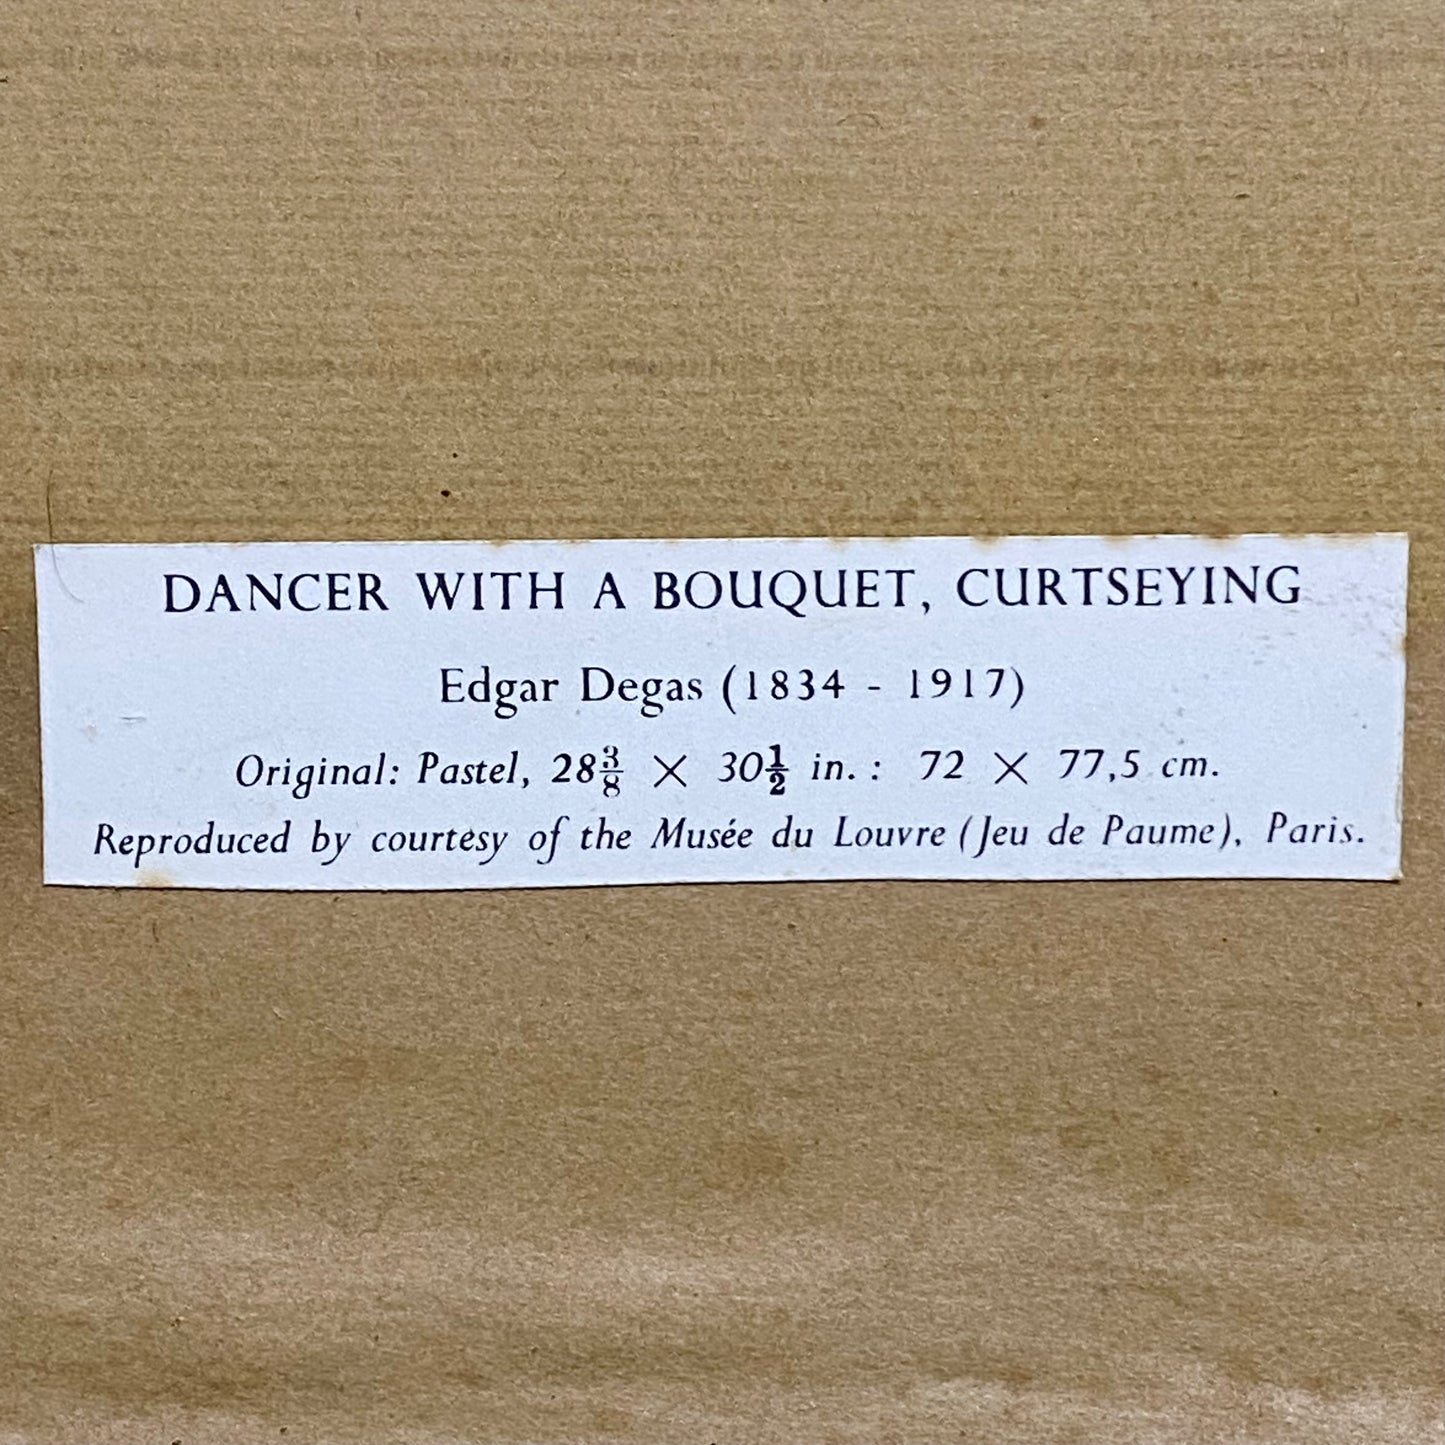 DANCER WITH A BOUQUET, CURTSEYING
Edgar Degas (1834 - 1917)
Original: Pastel, 28⅜ × 30½ in. : 72 × 77,5 cm.
Reproduced by courtesy of the Musée du Louvre (Jeu de Paume), Paris.